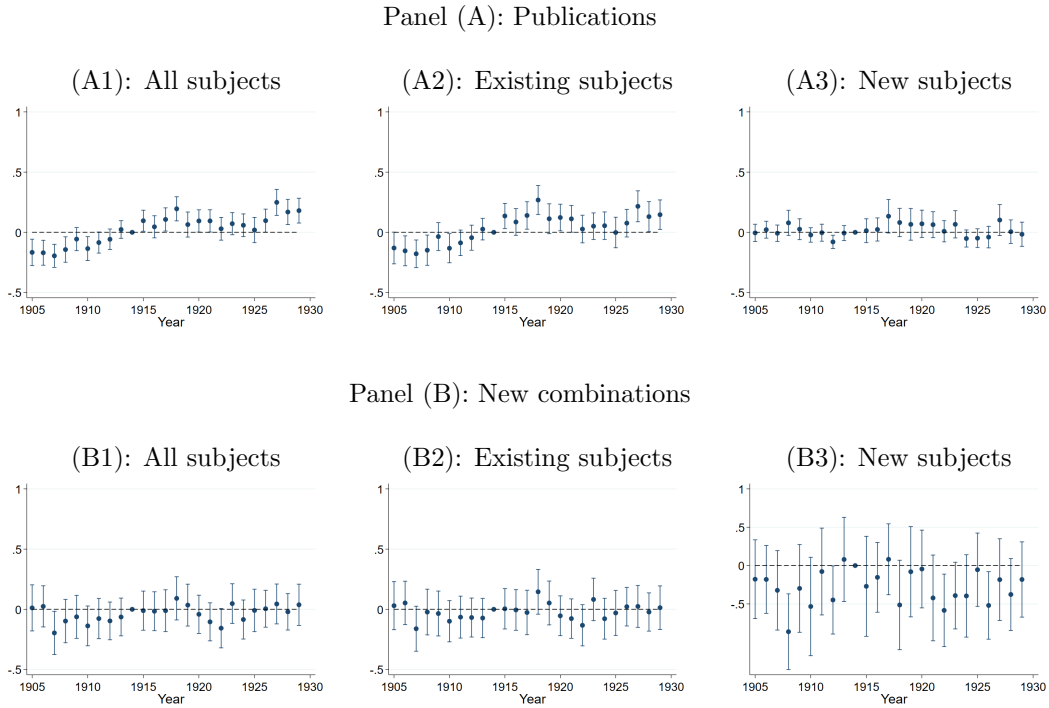 Panel (A): Publications
(A1): All subjects
(A2): Existing subjects
(A3): New subjects
1
.5
0
-.5
1905 1910 1915 1920 1925 1930
Year
1
.5
0
-.5
1905 1910 1915 1920 1925 1930
Year
1
.5
0
-.5
1905 1910 1915 1920 1925 1930
Year
Panel (B): New combinations
(B1): All subjects
(B2): Existing subjects
(B3): New subjects
1
.5
0
-.5
1905 1910 1915 1920 1925 1930
Year
1
.5
0
-.5
1905 1910 1915 1920 1925 1930
Year
1
.5
0
-.5
1905 1910 1915 1920 1925 1930
Year